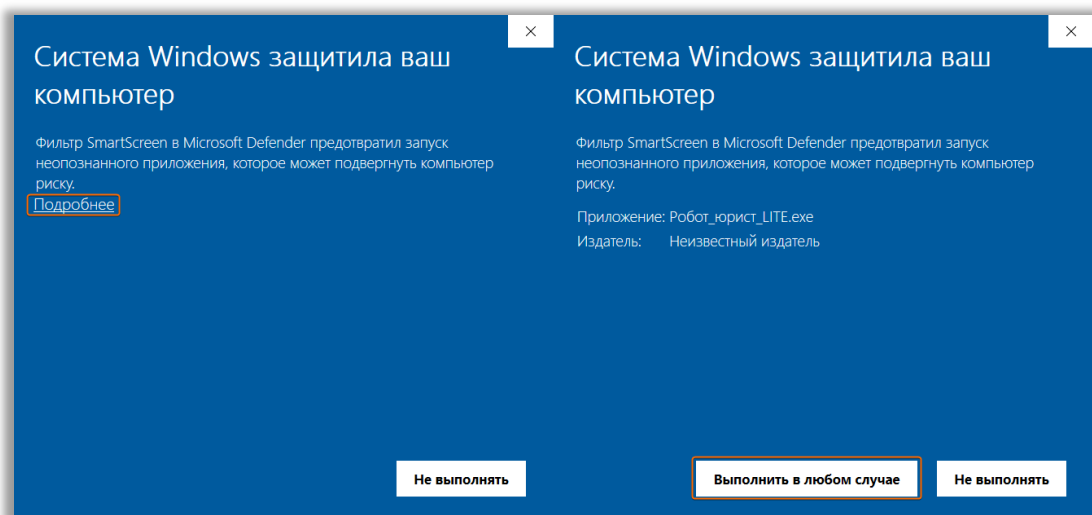 Система Windows защитила ваш
компьютер
Фильтр SmartScreen в Microsoft Defender предотвратил запуск
неопознанного приложения, которое может подвергнуть компьютер
риску.
Подробнее
Не выполнять
Система Windows защитила ваш
компьютер
Фильтр SmartScreen в Microsoft Defender предотвратил запуск
неопознанного приложения, которое может подвергнуть компьютер
риску.
Приложение: Робот_юрист_LITE.exe
Издатель: Неизвестный издатель
Выполнить в любом случае
Не выполнять